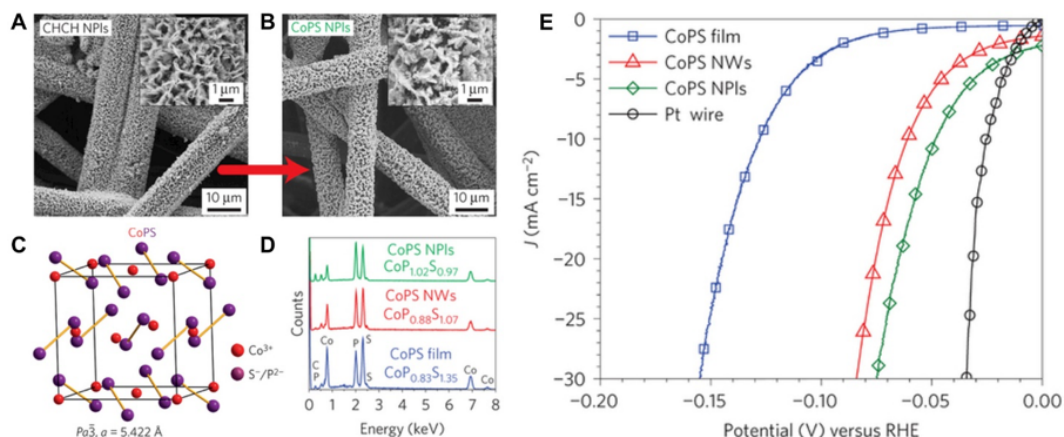 A CHCH NPls
1 µm
10 µm
B CoPS NPls
1 µm
10 µm
C CoPS
Co³⁺
S⁻/P²⁻
Pa3̄, a = 5.422 Å
D
Counts
CoPS NPls
CoP₁.₀₂S₀.₉₇
CoPS NWs
CoP₀.₈₈S₁.₀₇
CoPS film
CoP₀.₈₃S₁.₃₅
C
P
Co
P
S
S
Co
Co
0 1 2 3 4 5 6 7 8
Energy (keV)
E
CoPS film
CoPS NWs
CoPS NPls
Pt wire
J (mA cm⁻²)
0
−5
−10
−15
−20
−25
−30
−0.20 −0.15 −0.10 −0.05 0.00
Potential (V) versus RHE